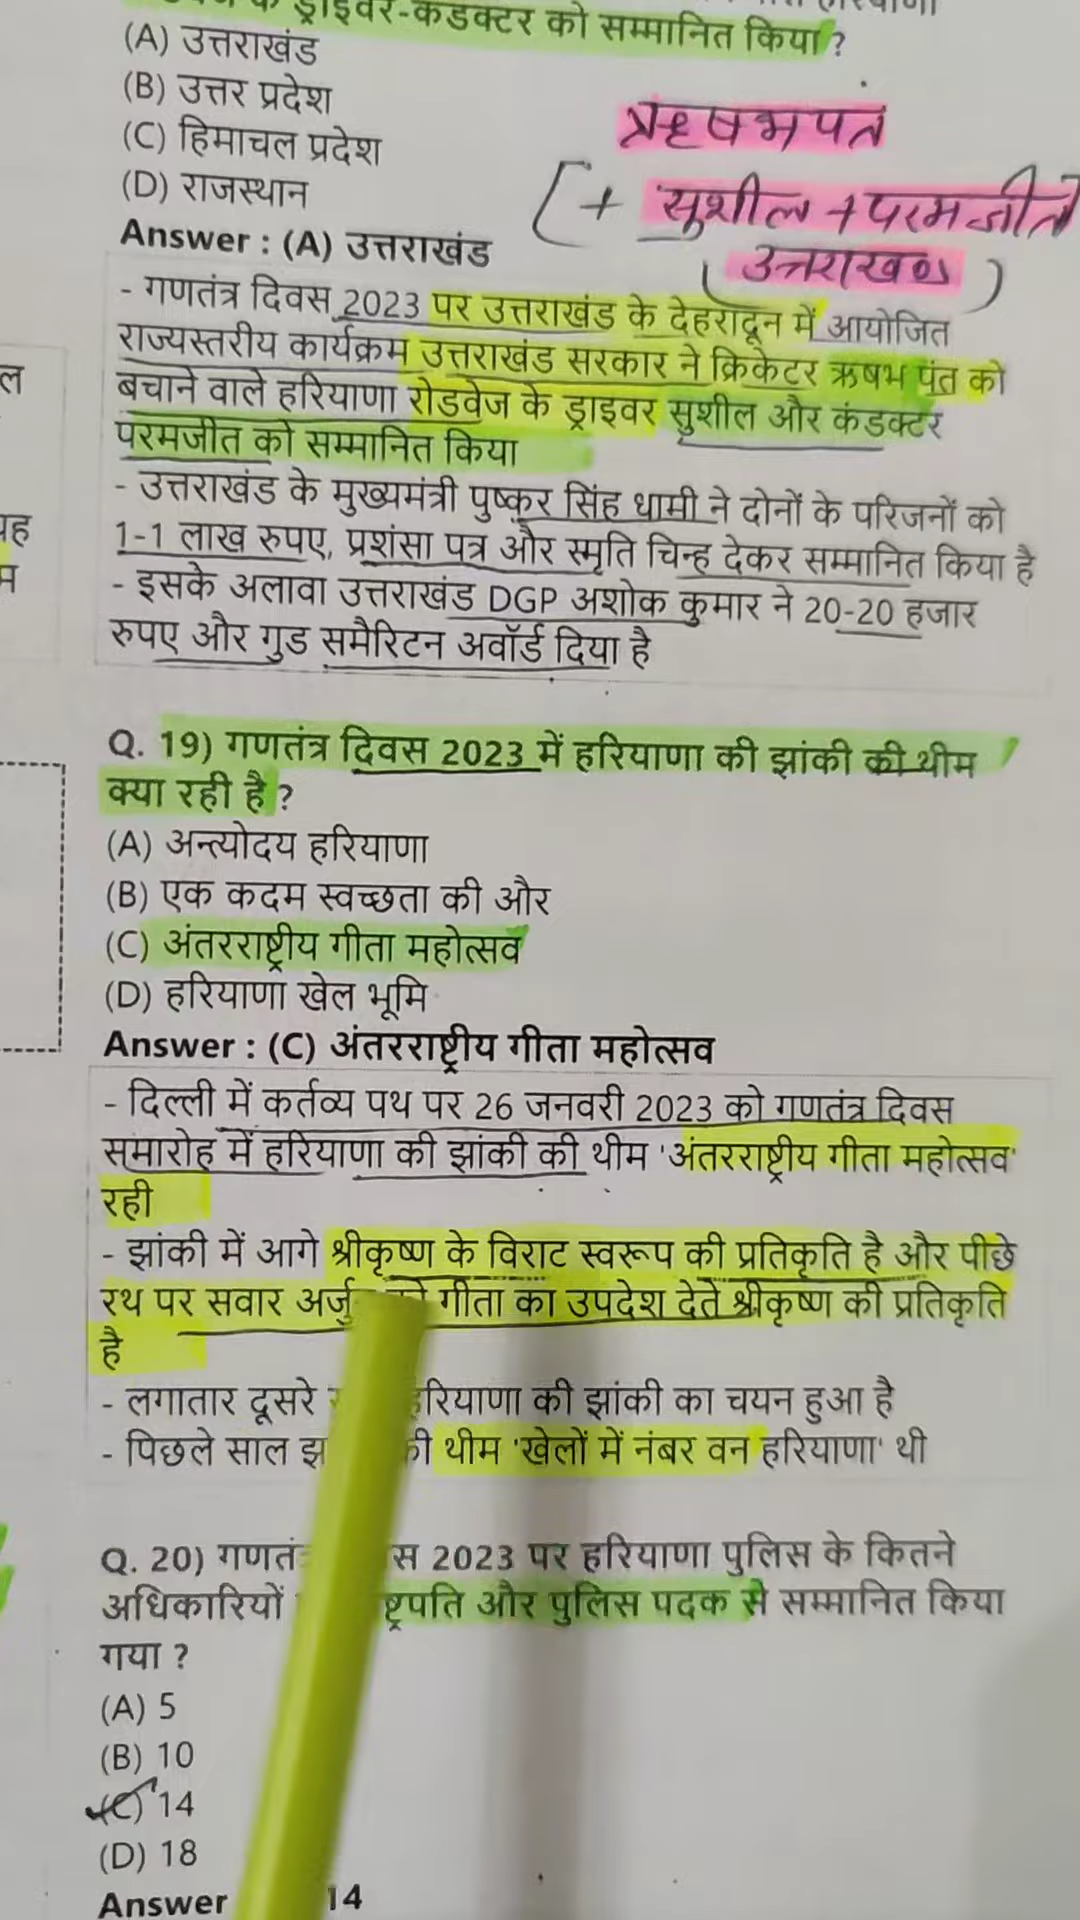 ड्राइवर-कंडक्टर को सम्मानित किया ?
(A) उत्तराखंड
(B) उत्तर प्रदेश
(C) हिमाचल प्रदेश
(D) राजस्थान
ऋषभ पंत
[+ सुशील + परमजीत
(उत्तराखण्ड)
Answer : (A) उत्तराखंड
- गणतंत्र दिवस 2023 पर उत्तराखंड के देहरादून में आयोजित
राज्यस्तरीय कार्यक्रम उत्तराखंड सरकार ने क्रिकेटर ऋषभ पंत को
बचाने वाले हरियाणा रोडवेज के ड्राइवर सुशील और कंडक्टर
परमजीत को सम्मानित किया
- उत्तराखंड के मुख्यमंत्री पुष्कर सिंह धामी ने दोनों के परिजनों को
1-1 लाख रुपए, प्रशंसा पत्र और स्मृति चिन्ह देकर सम्मानित किया है
- इसके अलावा उत्तराखंड DGP अशोक कुमार ने 20-20 हजार
रुपए और गुड समैरिटन अवॉर्ड दिया है
ल
यह
म
Q. 19) गणतंत्र दिवस 2023 में हरियाणा की झांकी की थीम
क्या रही है ?
(A) अन्त्योदय हरियाणा
(B) एक कदम स्वच्छता की और
(C) अंतरराष्ट्रीय गीता महोत्सव
(D) हरियाणा खेल भूमि
Answer : (C) अंतरराष्ट्रीय गीता महोत्सव
- दिल्ली में कर्तव्य पथ पर 26 जनवरी 2023 को गणतंत्र दिवस
समारोह में हरियाणा की झांकी की थीम 'अंतरराष्ट्रीय गीता महोत्सव'
रही
- झांकी में आगे श्रीकृष्ण के विराट स्वरूप की प्रतिकृति है और पीछे
रथ पर सवार गीता का उपदेश देते श्रीकृष्ण की प्रतिकृति
है
- लगातार दूसरे हरियाणा की झांकी का चयन हुआ है
- पिछले साल की थीम 'खेलों में नंबर वन हरियाणा' थी
Q. 20) 2023 पर हरियाणा पुलिस के कितने
अधिकारियों और पुलिस पदक से सम्मानित किया
गया ?
(A) 5
(B) 10
(C) 14
(D) 18
Answer 14